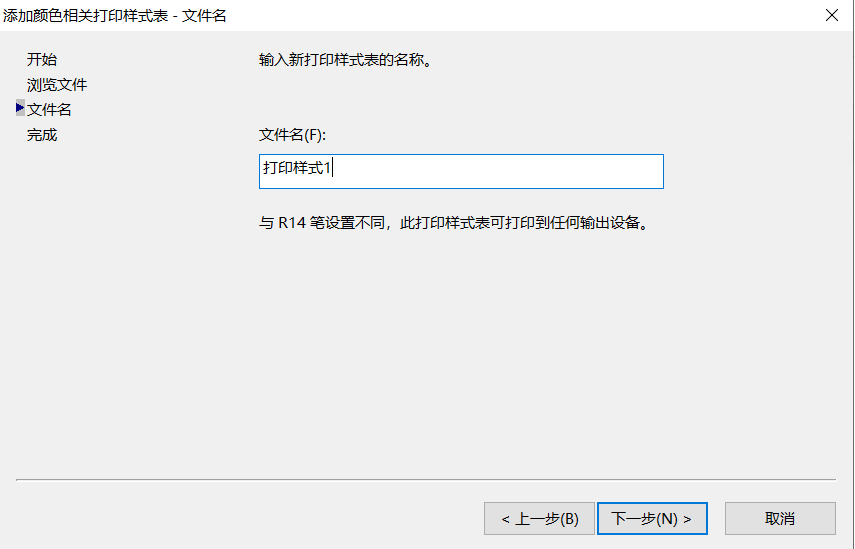 添加颜色相关打印样式表 - 文件名
开始
浏览文件
文件名
完成
输入新打印样式表的名称。
文件名(F):
打印样式1
与 R14 笔设置不同，此打印样式表可打印到任何输出设备。
< 上一步(B)
下一步(N) >
取消